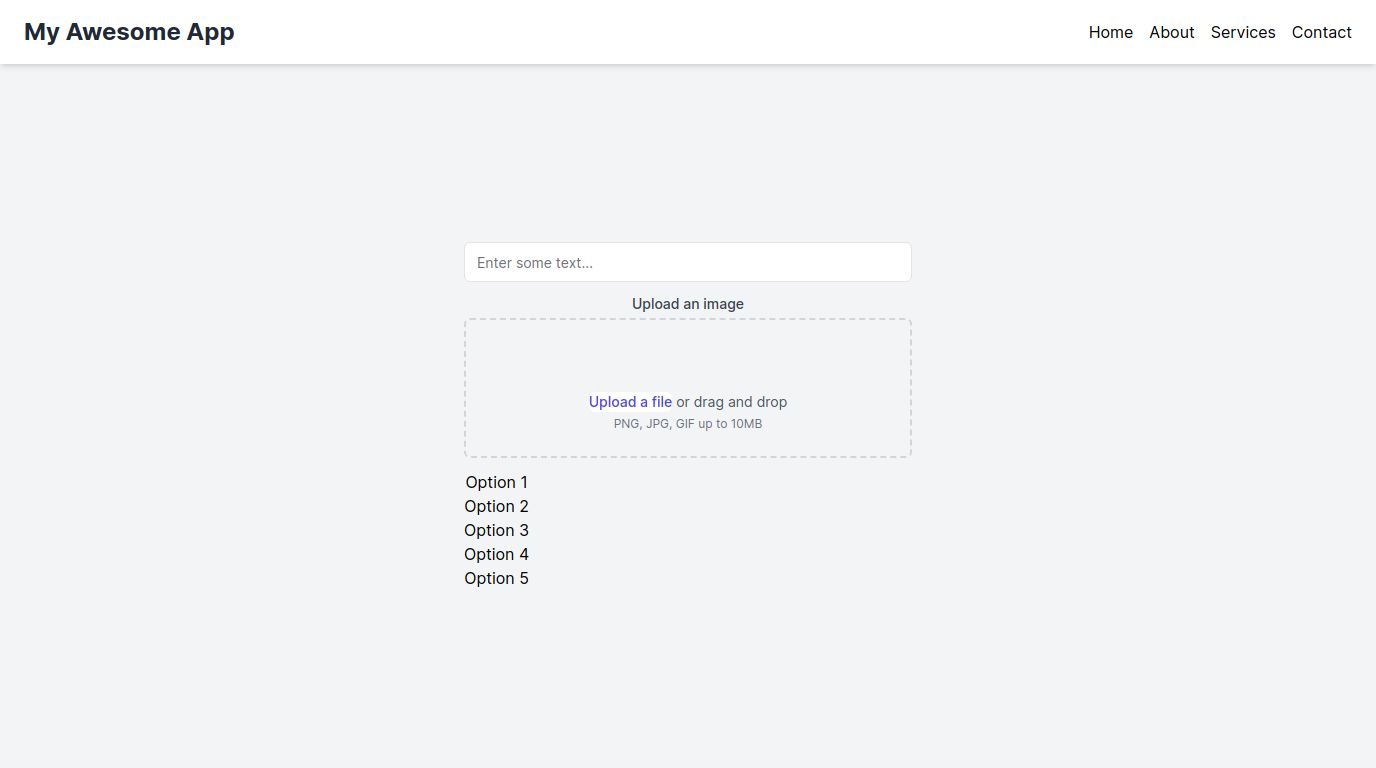 My Awesome App
Home About Services Contact
Enter some text...
Upload an image
Upload a file or drag and drop
PNG, JPG, GIF up to 10MB
Option 1
Option 2
Option 3
Option 4
Option 5